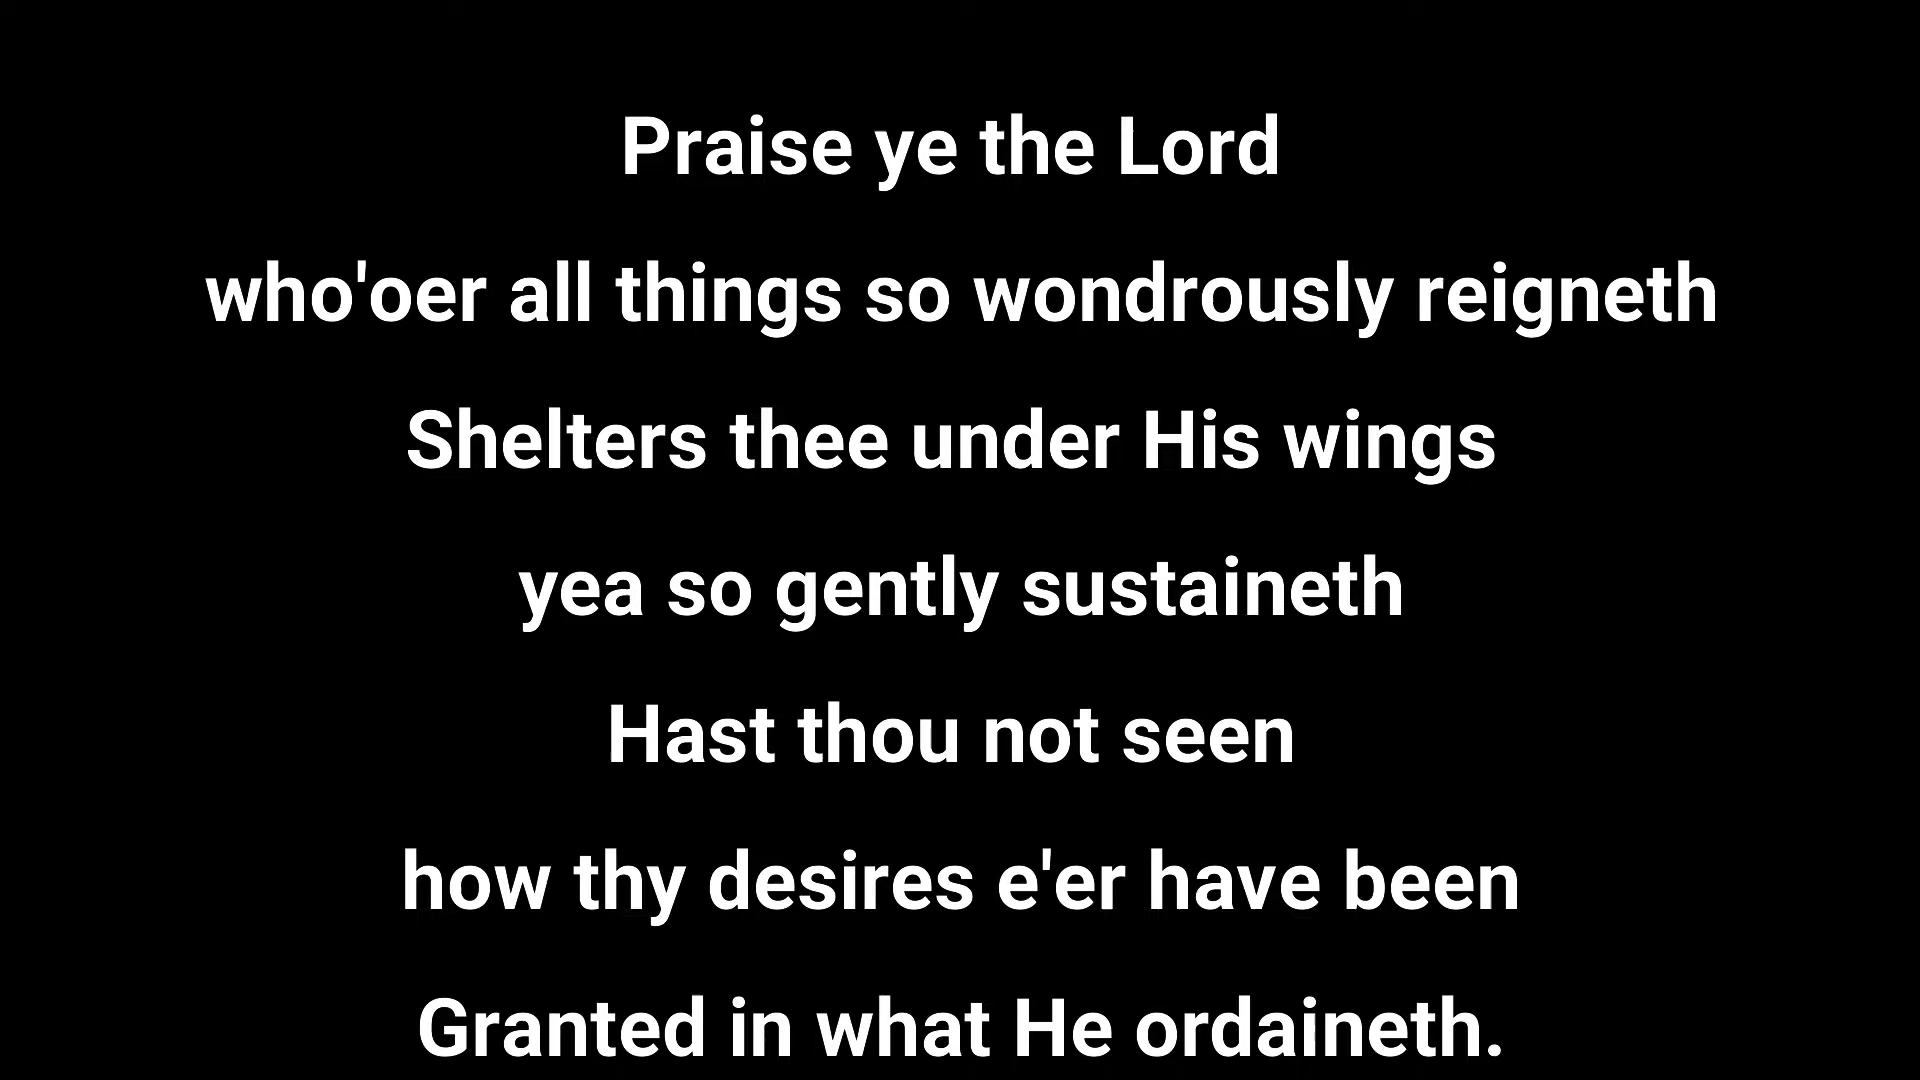 Praise ye the Lord
who'oer all things so wondrously reigneth
Shelters thee under His wings
yea so gently sustaineth
Hast thou not seen
how thy desires e'er have been
Granted in what He ordaineth.